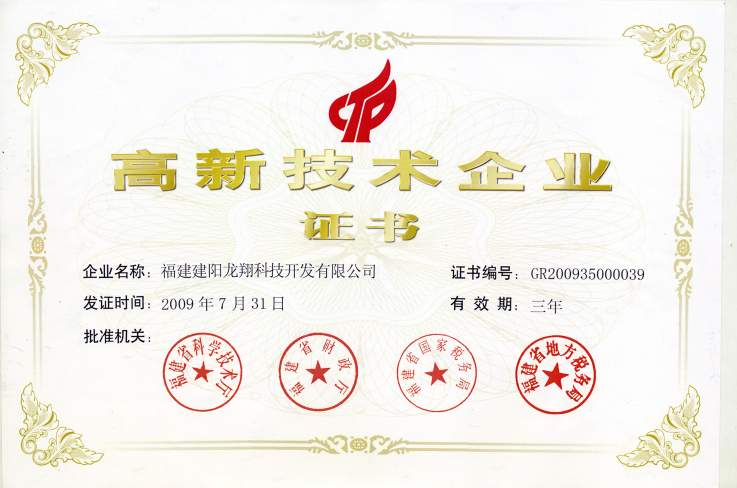 高新技术企业
证书
企业名称：福建建阳龙翔科技开发有限公司
证书编号：GR200935000039
发证时间：2009年7月31日
有效期：三年
批准机关：
福建省科学技术厅
福建省财政厅
福建省国家税务局
福建省地方税务局